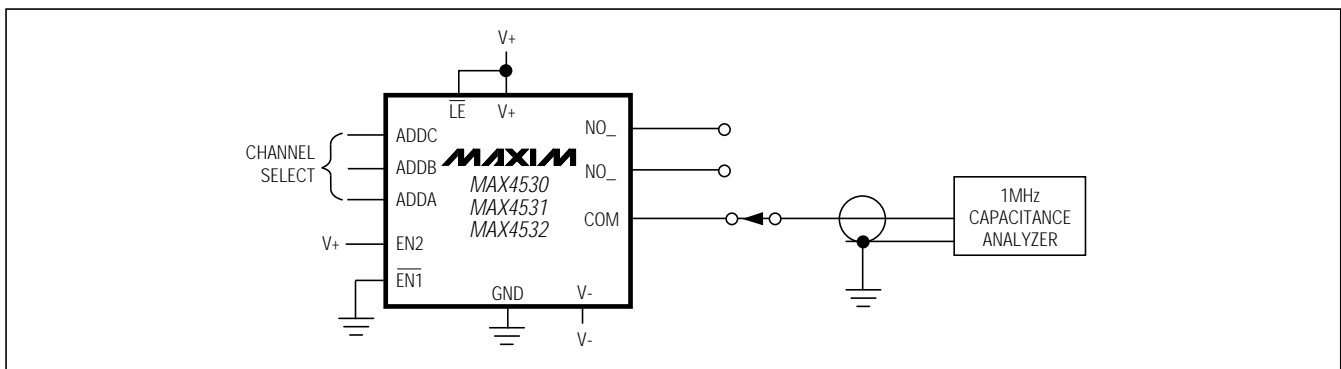 V+
LE V+
ADDC
ADDB
ADDA
CHANNEL
SELECT
V+ EN2
EN1
MAXIM
MAX4530
MAX4531
MAX4532
NO_
NO_
COM
GND V-
V-
1MHz
CAPACITANCE
ANALYZER